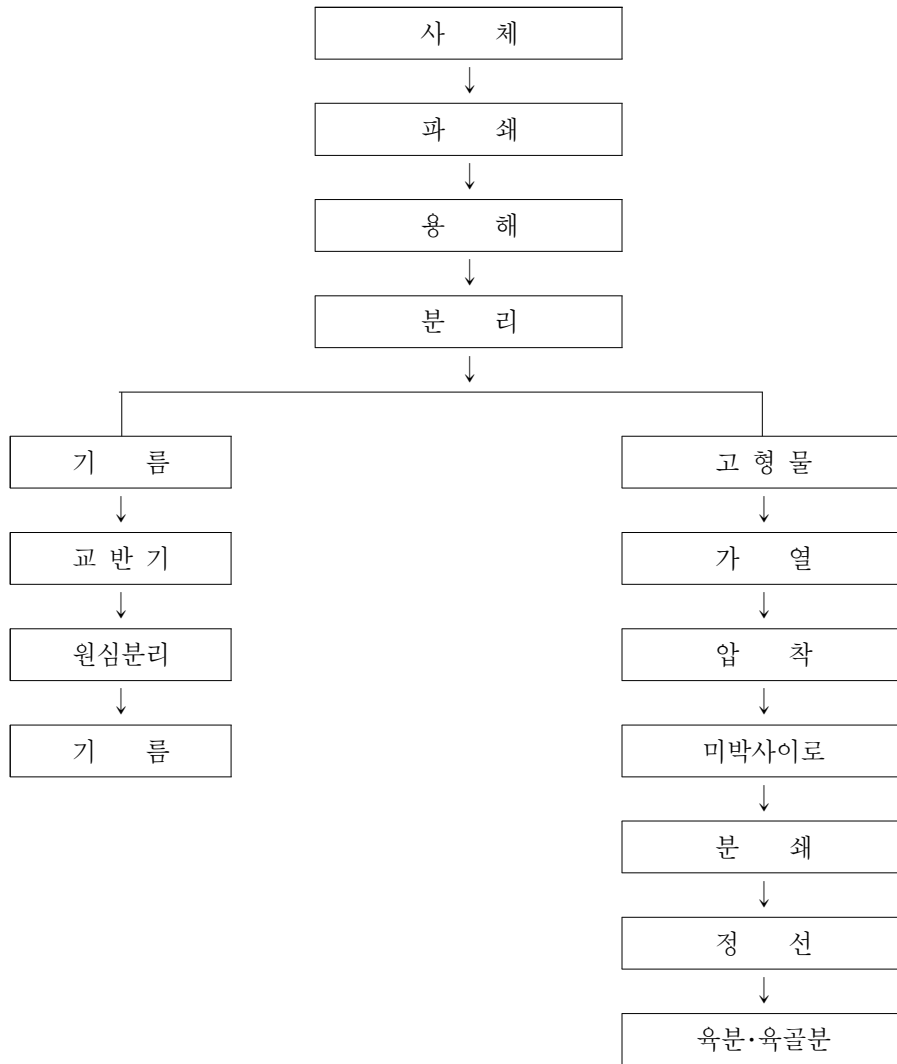 사 체
파 쇄
용 해
분 리
기 름
교 반 기
원심분리
기 름
고 형 물
가 열
압 착
미박사이로
분 쇄
정 선
육분·육골분